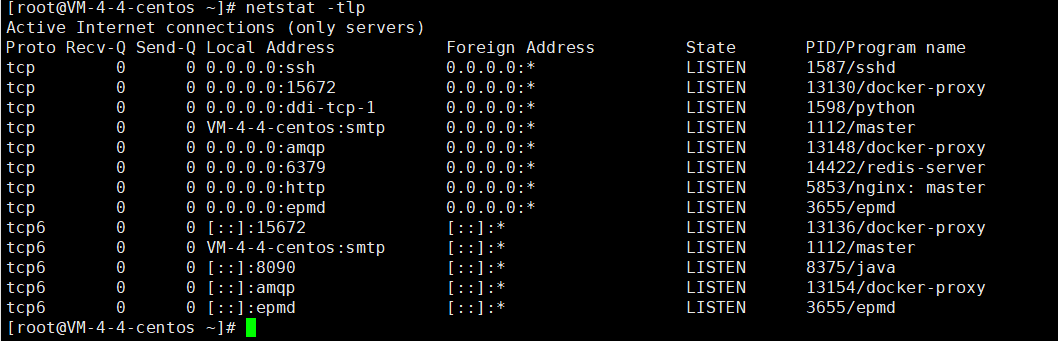 [root@VM-4-4-centos ~]# netstat -tlp
Active Internet connections (only servers)
Proto Recv-Q Send-Q Local Address           Foreign Address         State       PID/Program name
tcp        0      0 0.0.0.0:ssh             0.0.0.0:*               LISTEN      1587/sshd
tcp        0      0 0.0.0.0:15672           0.0.0.0:*               LISTEN      13130/docker-proxy
tcp        0      0 0.0.0.0:ddi-tcp-1       0.0.0.0:*               LISTEN      1598/python
tcp        0      0 VM-4-4-centos:smtp      0.0.0.0:*               LISTEN      1112/master
tcp        0      0 0.0.0.0:amqp            0.0.0.0:*               LISTEN      13148/docker-proxy
tcp        0      0 0.0.0.0:6379            0.0.0.0:*               LISTEN      14422/redis-server
tcp        0      0 0.0.0.0:http            0.0.0.0:*               LISTEN      5853/nginx: master
tcp        0      0 0.0.0.0:epmd            0.0.0.0:*               LISTEN      3655/epmd
tcp6       0      0 [::]:15672              [::]:*                  LISTEN      13136/docker-proxy
tcp6       0      0 VM-4-4-centos:smtp      [::]:*                  LISTEN      1112/master
tcp6       0      0 [::]:8090               [::]:*                  LISTEN      8375/java
tcp6       0      0 [::]:amqp               [::]:*                  LISTEN      13154/docker-proxy
tcp6       0      0 [::]:epmd               [::]:*                  LISTEN      3655/epmd
[root@VM-4-4-centos ~]#